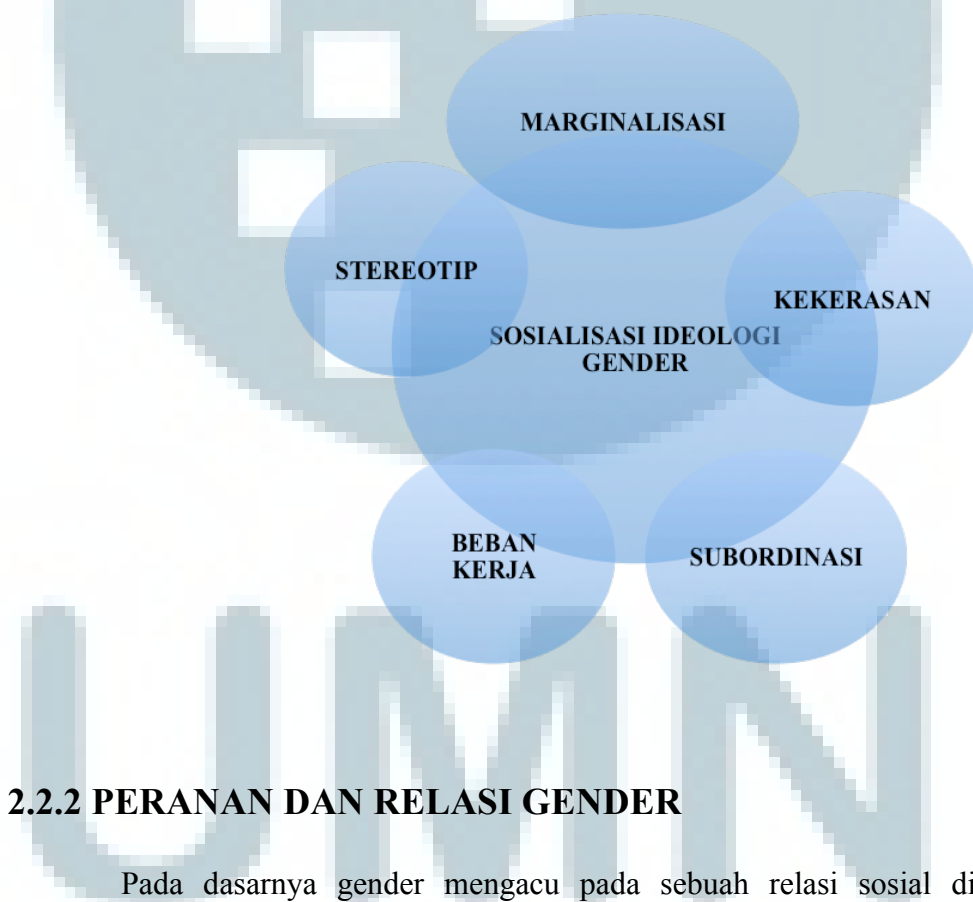 MARGINALISASI
STEREOTIP
KEKERASAN
SOSIALISASI IDEOLOGI
GENDER
BEBAN
KERJA
SUBORDINASI
UMN
2.2.2 PERANAN DAN RELASI GENDER
Pada dasarnya gender mengacu pada sebuah relasi sosial di